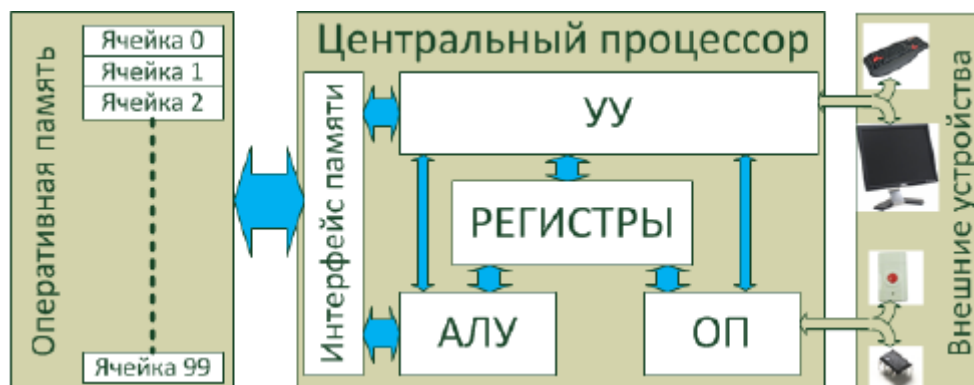 Оперативная память
Ячейка 0
Ячейка 1
Ячейка 2
Ячейка 99
Центральный процессор
Интерфейс памяти
УУ
РЕГИСТРЫ
АЛУ
ОП
Внешние устройства